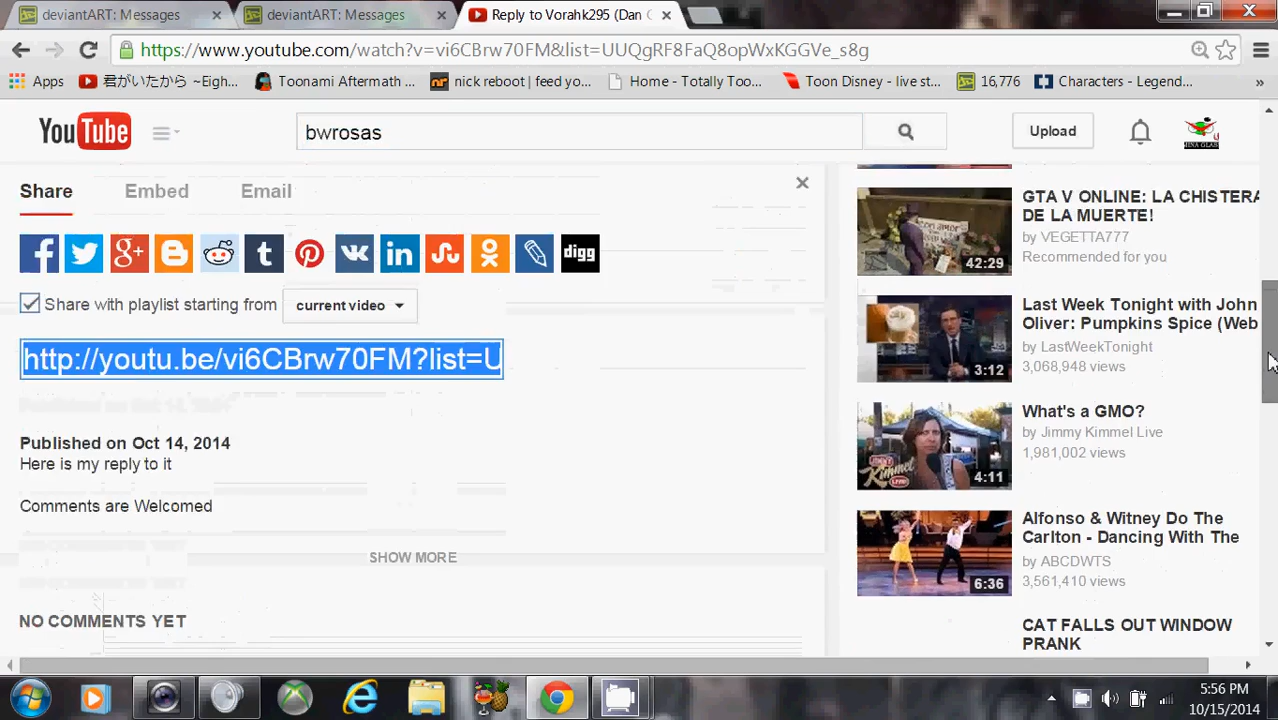 deviantART: Messages
deviantART: Messages
Reply to Vorahk295 (Dan
https://www.youtube.com/watch?v=vi6CBrw70FM&list=UUQgRF8FaQ8opWxKGGVe_s8g
Apps
君がいたから ~Eigh...
Toonami Aftermath
nick reboot | feed yo...
Home - Totally Too...
Toon Disney - live st...
16,776
Characters - Legend...
»
YouTube
bwrosas
Upload
Share
Embed
Email
digg
Share with playlist starting from
current video
http://youtu.be/vi6CBrw70FM?list=U
Published on Oct 14, 2014
Here is my reply to it
Comments are Welcomed
SHOW MORE
NO COMMENTS YET
42:29
GTA V ONLINE: LA CHISTERA
DE LA MUERTE!
by VEGETTA777
Recommended for you
3:12
Last Week Tonight with John
Oliver: Pumpkins Spice (Web
by LastWeekTonight
3,068,948 views
JIMMY KIMMEL LIVE
4:11
What's a GMO?
by Jimmy Kimmel Live
1,981,002 views
6:36
Alfonso & Witney Do The
Carlton - Dancing With The
by ABCDWTS
3,561,410 views
CAT FALLS OUT WINDOW
PRANK
5:56 PM
10/15/2014